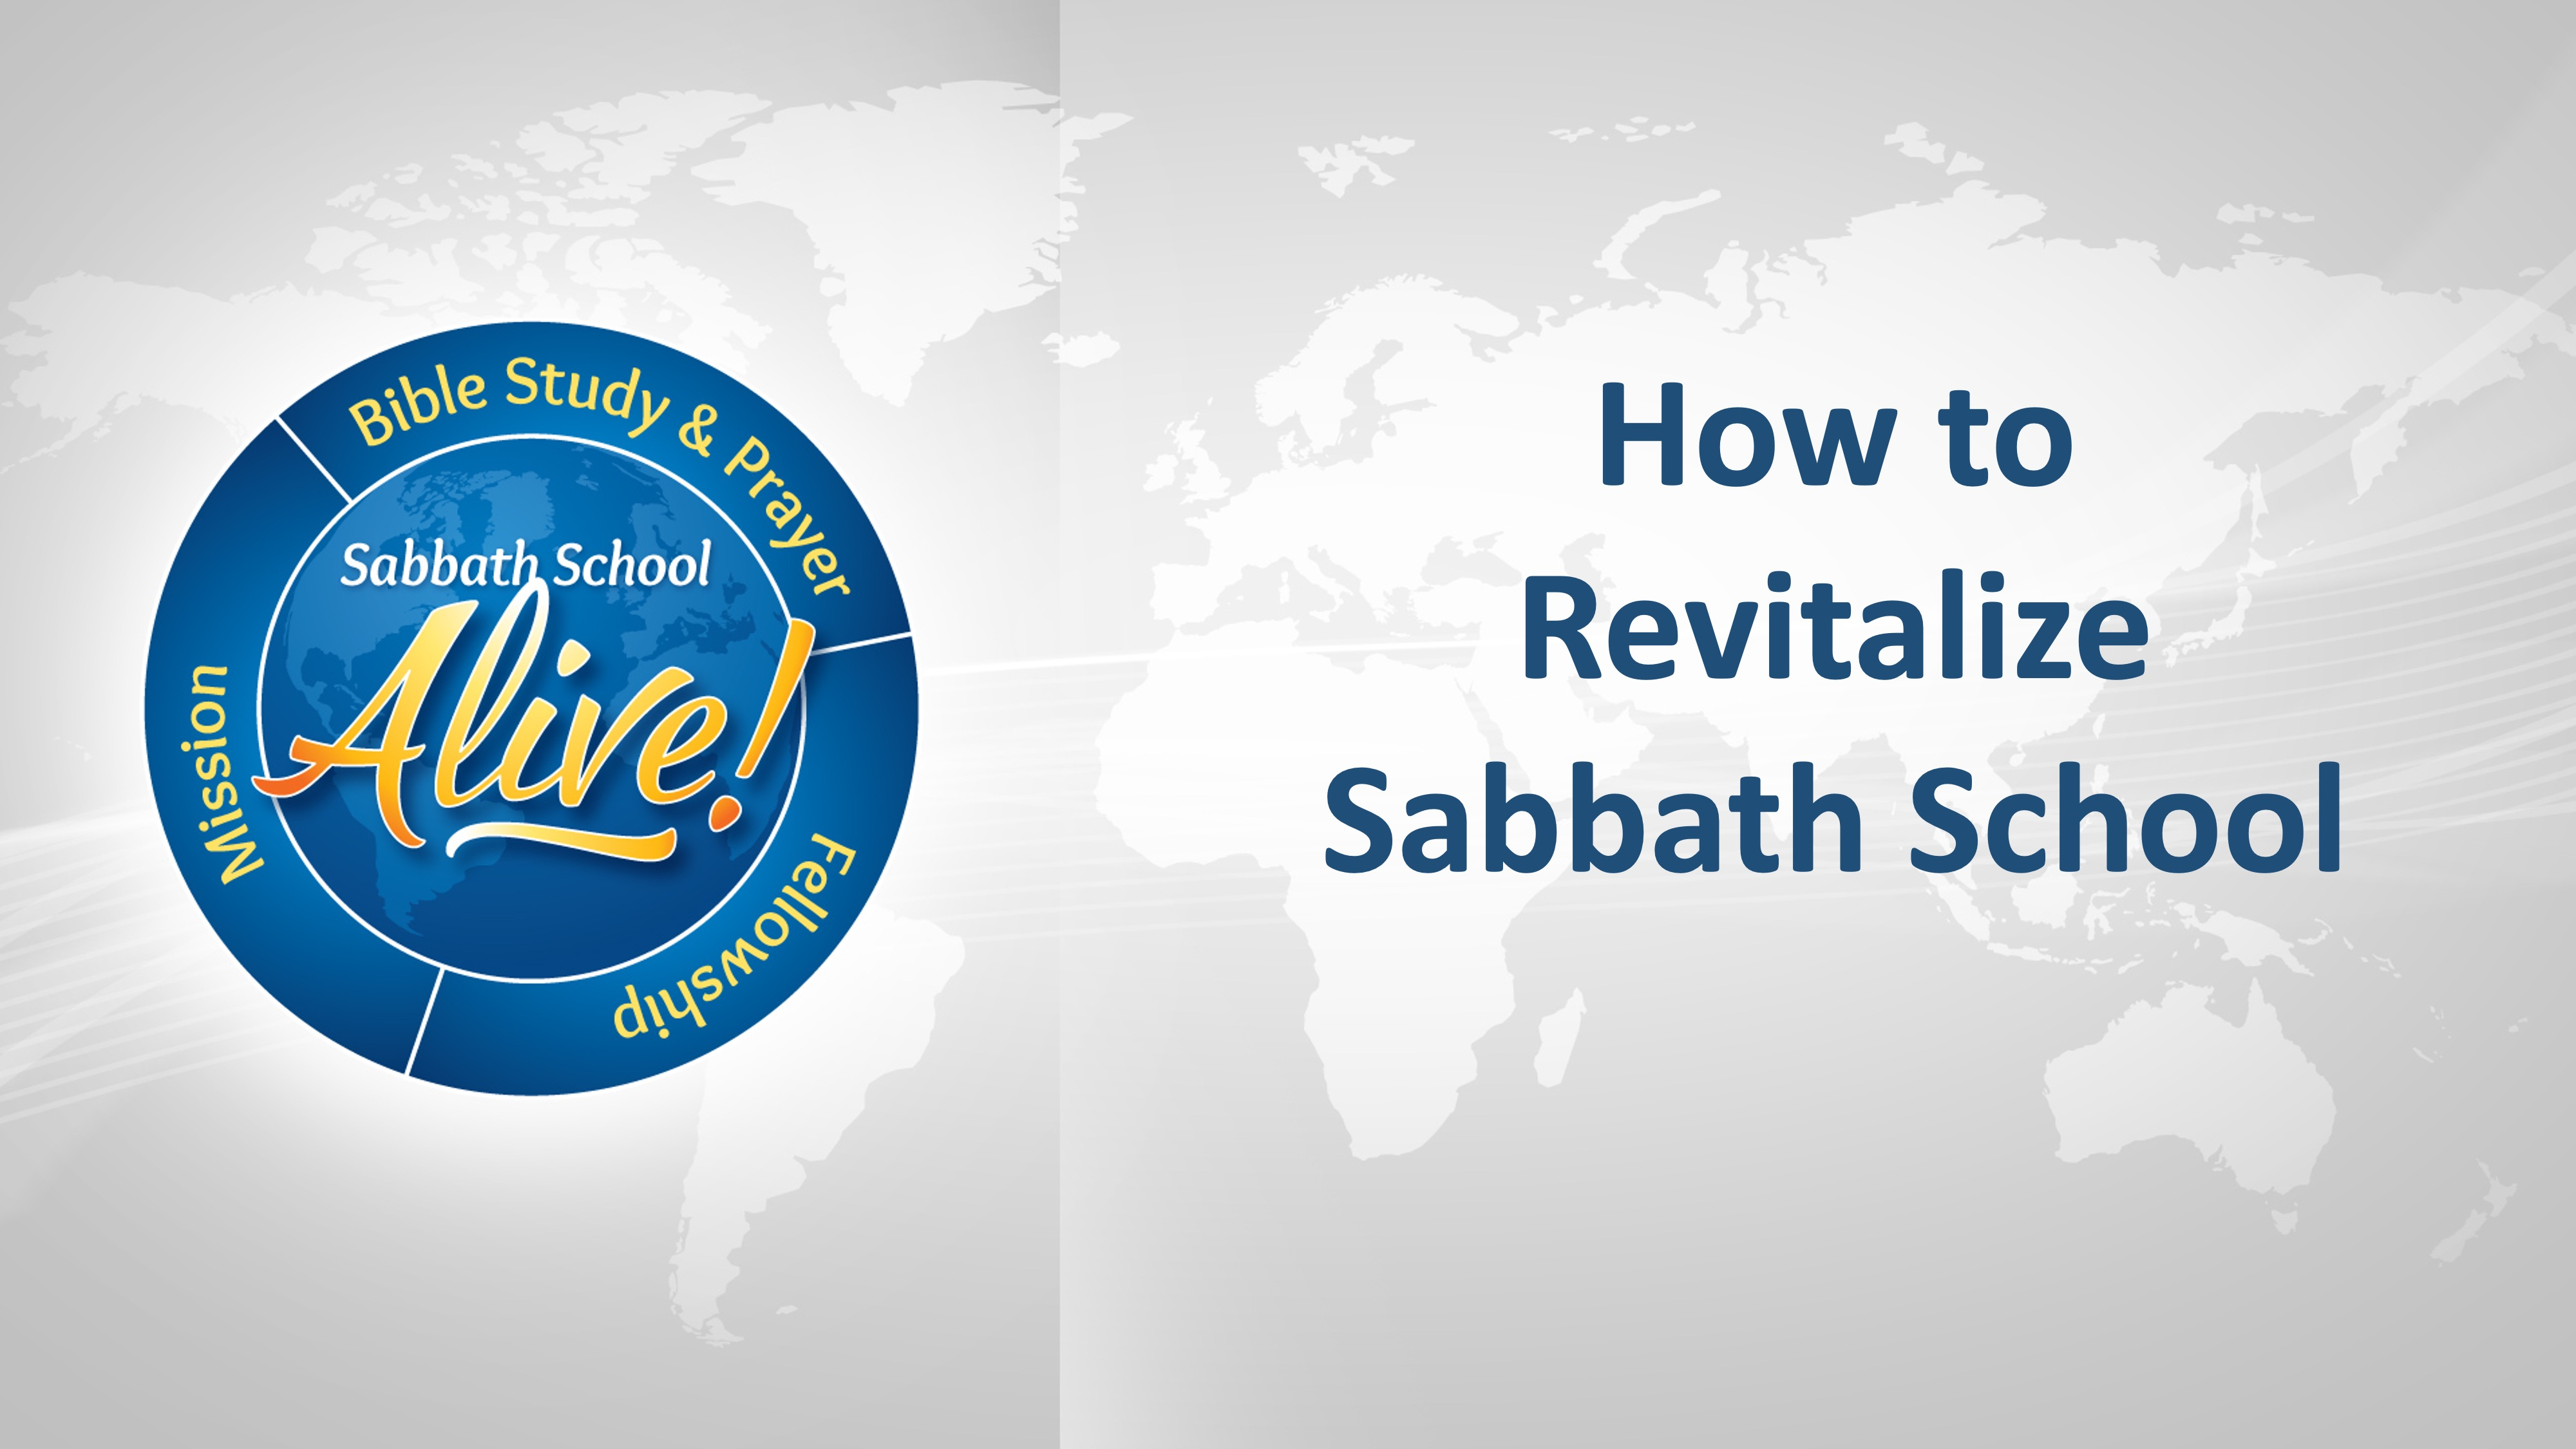 Bible Study & Prayer
Sabbath School
Alive!
Mission
Fellowship
How to
Revitalize
Sabbath School